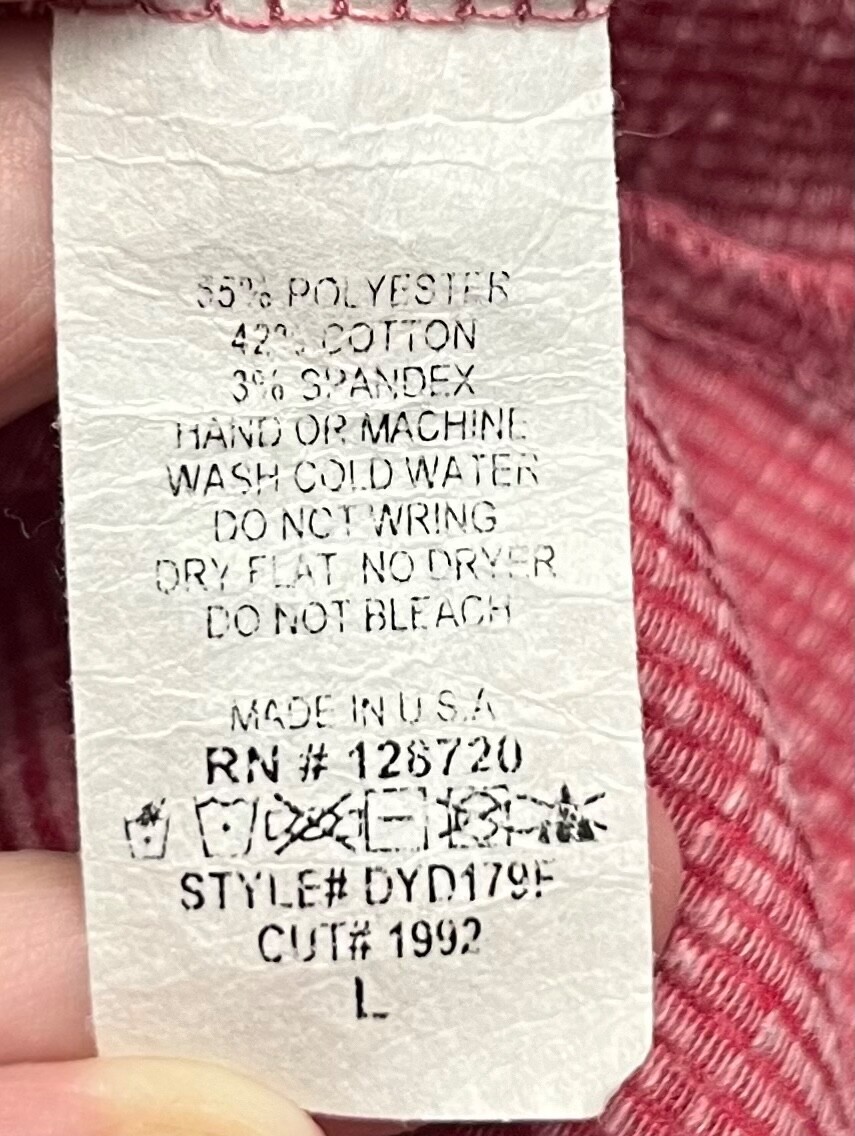 55% POLYESTER
42% COTTON
3% SPANDEX
HAND OR MACHINE
WASH COLD WATER
DO NOT WRING
DRY FLAT NO DRYER
DO NOT BLEACH
MADE IN U.S.A
RN # 126720
STYLE# DYD179F
CUT# 1992
L